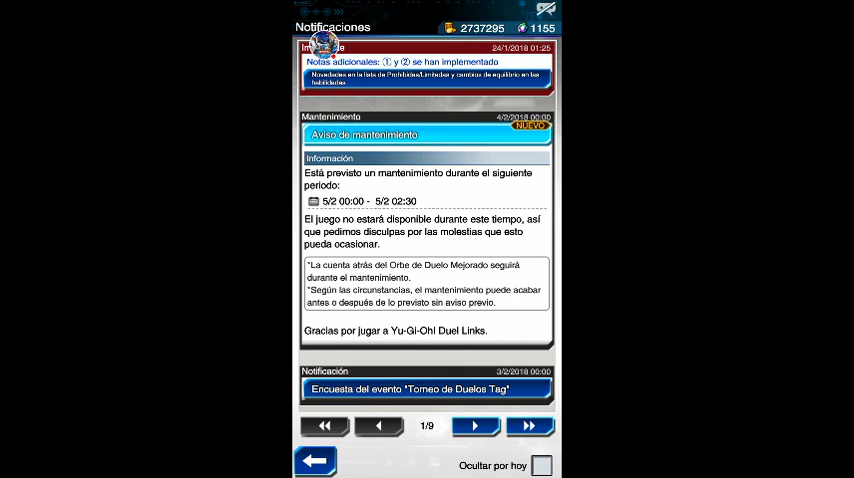 Notificaciones
2737295
1155
24/1/2018 01:25
Notas adicionales: ① y ② se han implementado
Novedades en la lista de Prohibidas/Limitadas y cambios de equilibrio en las
habilidades
Mantenimiento
4/2/2018 00:00
NUEVO
Aviso de mantenimiento
Información
Está previsto un mantenimiento durante el siguiente
periodo:
5/2 00:00 - 5/2 02:30
El juego no estará disponible durante este tiempo, así
que pedimos disculpas por las molestias que esto
pueda ocasionar.
*La cuenta atrás del Orbe de Duelo Mejorado seguirá
durante el mantenimiento.
*Según las circunstancias, el mantenimiento puede acabar
antes o después de lo previsto sin aviso previo.
Gracias por jugar a Yu-Gi-Oh! Duel Links.
Notificación
3/2/2018 00:00
Encuesta del evento "Torneo de Duelos Tag"
1/9
Ocultar por hoy